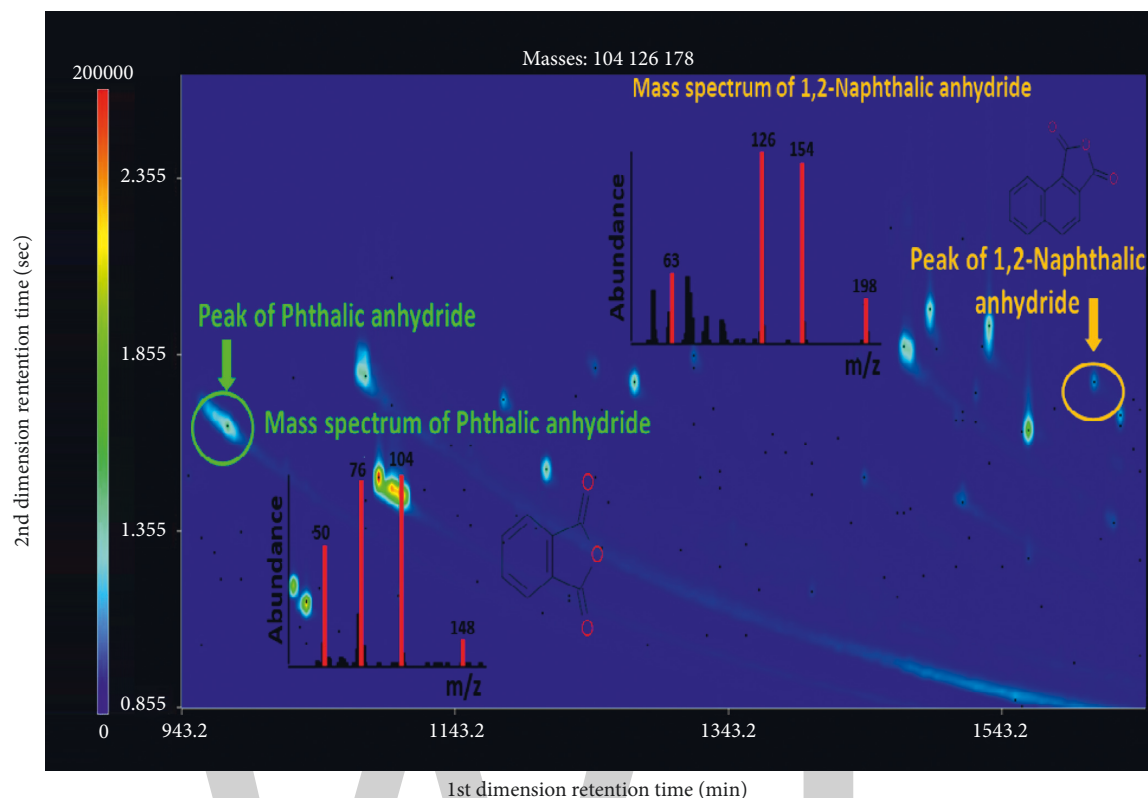 Masses: 104 126 178
200000
0
2nd dimension rentention time (sec)
2.355
1.855
1.355
0.855
Mass spectrum of 1,2-Naphthalic anhydride
126
154
63
198
Abundance
m/z
O
O
O
Peak of 1,2-Naphthalic
anhydride
Peak of Phthalic anhydride
Mass spectrum of Phthalic anhydride
104
76
50
148
Abundance
m/z
O
O
O
943.2
1143.2
1343.2
1543.2
1st dimension retention time (min)